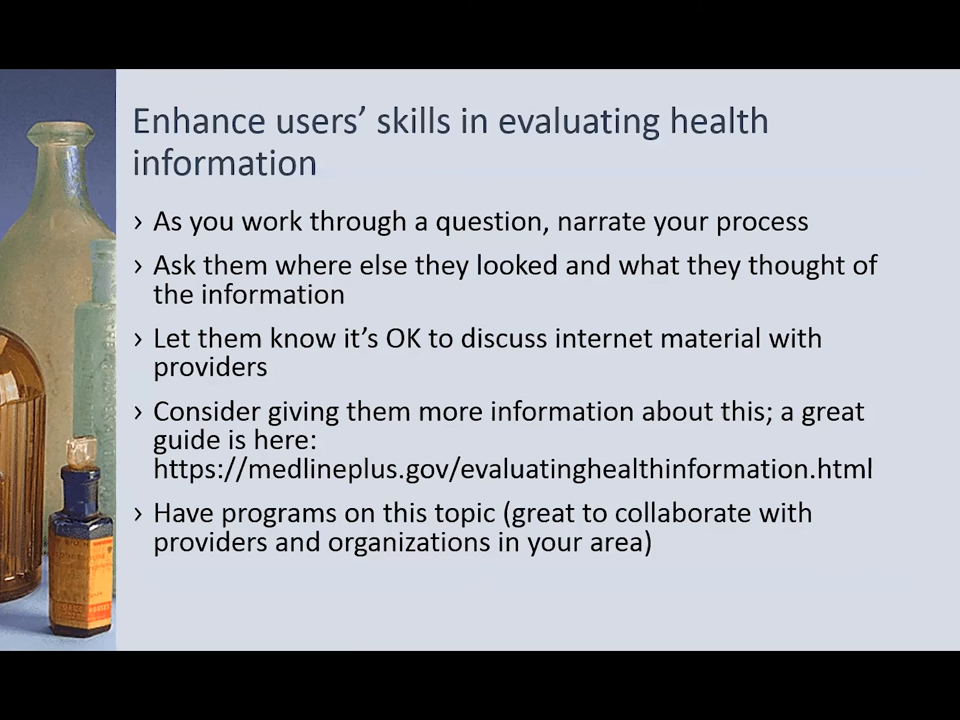 Enhance users’ skills in evaluating health
information
› As you work through a question, narrate your process
› Ask them where else they looked and what they thought of
the information
› Let them know it’s OK to discuss internet material with
providers
› Consider giving them more information about this; a great
guide is here:
https://medlineplus.gov/evaluatinghealthinformation.html
› Have programs on this topic (great to collaborate with
providers and organizations in your area)